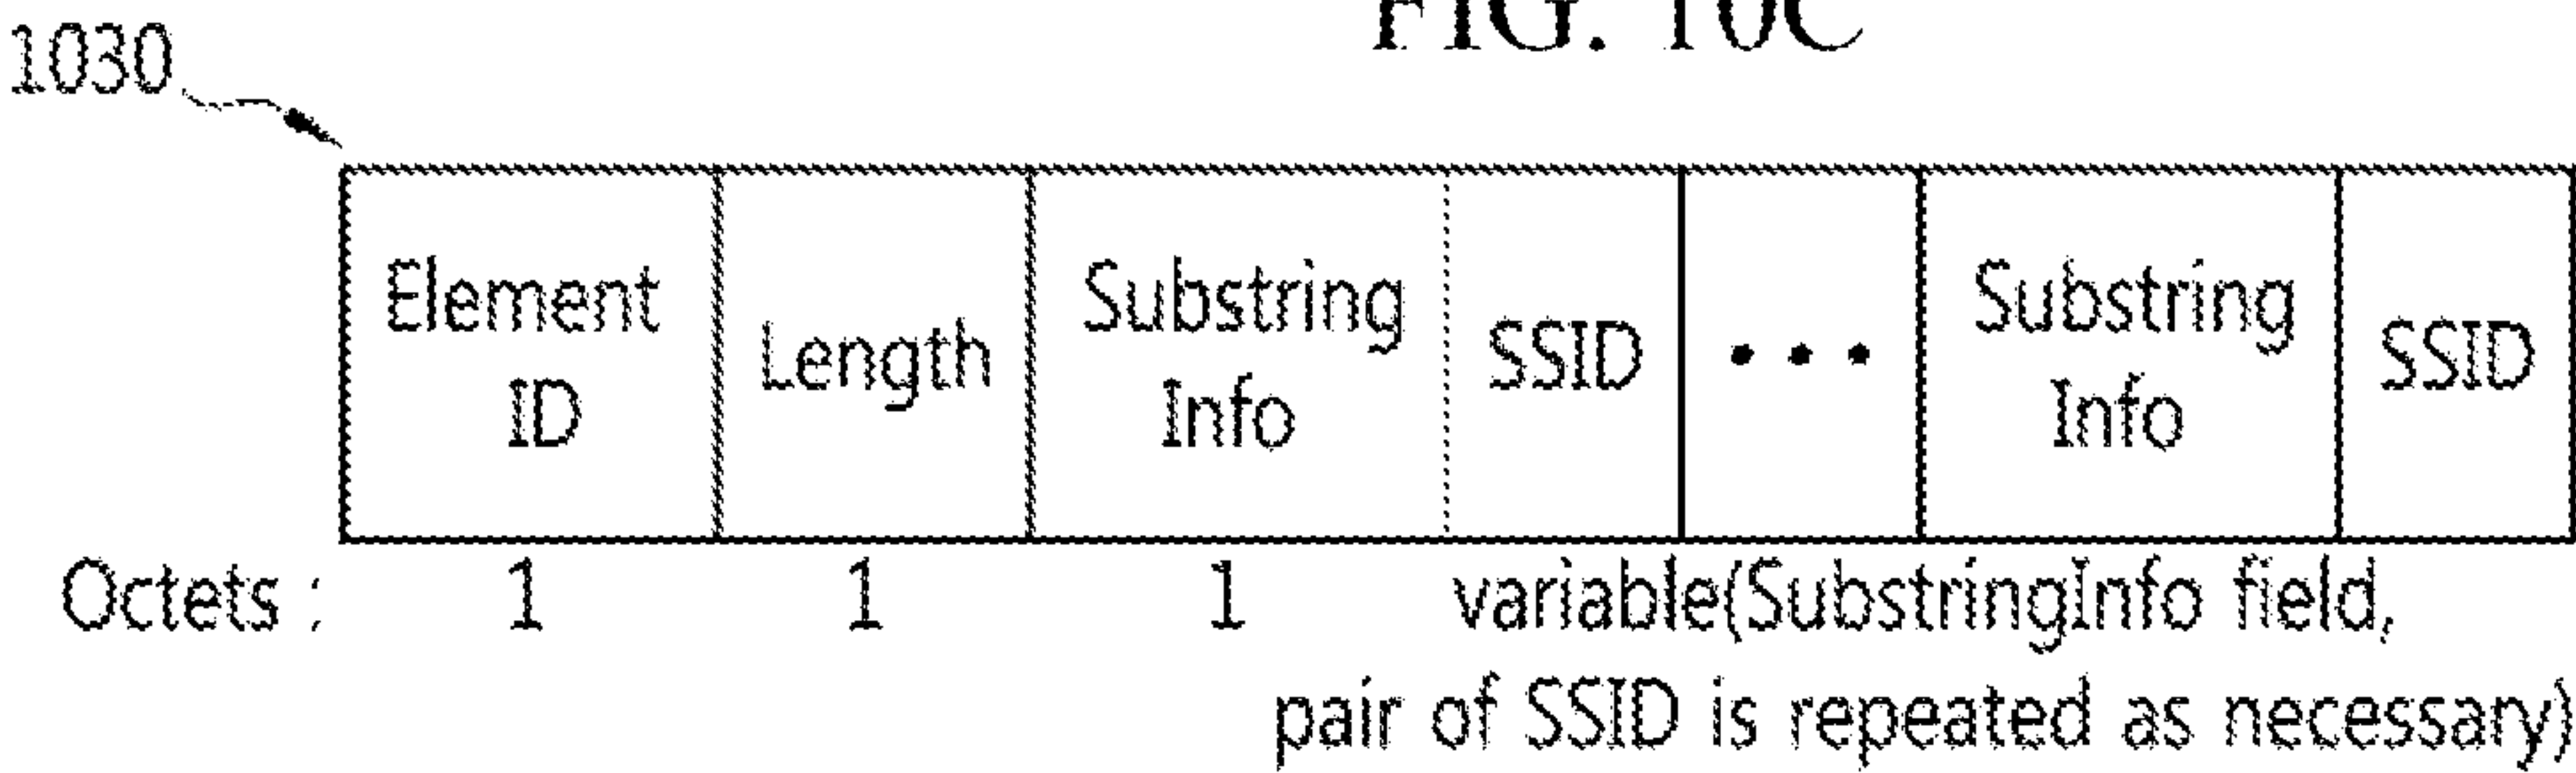 FIG. 10C
1030
Element ID
Length
Substring Info
SSID
• • •
Substring Info
SSID
Octets : 1 1 1 variable(SubstringInfo field,
pair of SSID is repeated as necessary)